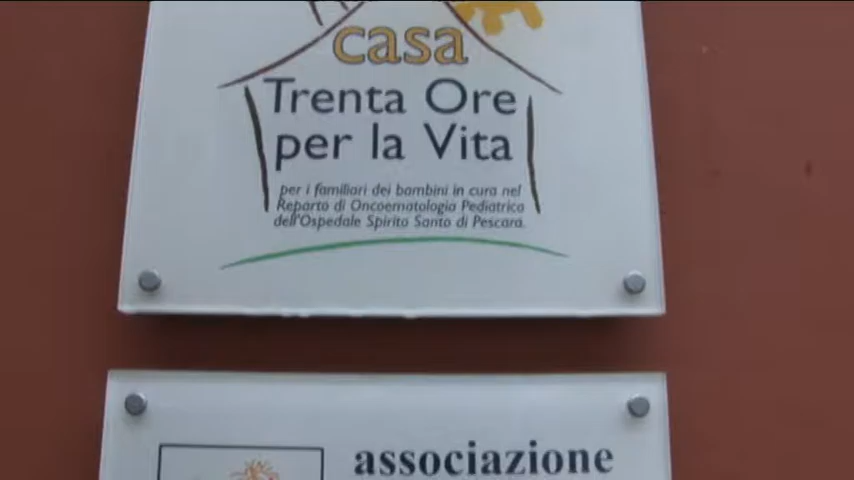 casa
Trenta Ore
per la Vita
per i familiari dei bambini in cura nel
Reparto di Oncoematologia Pediatrica
dell'Ospedale Spirito Santo di Pescara.
associazione